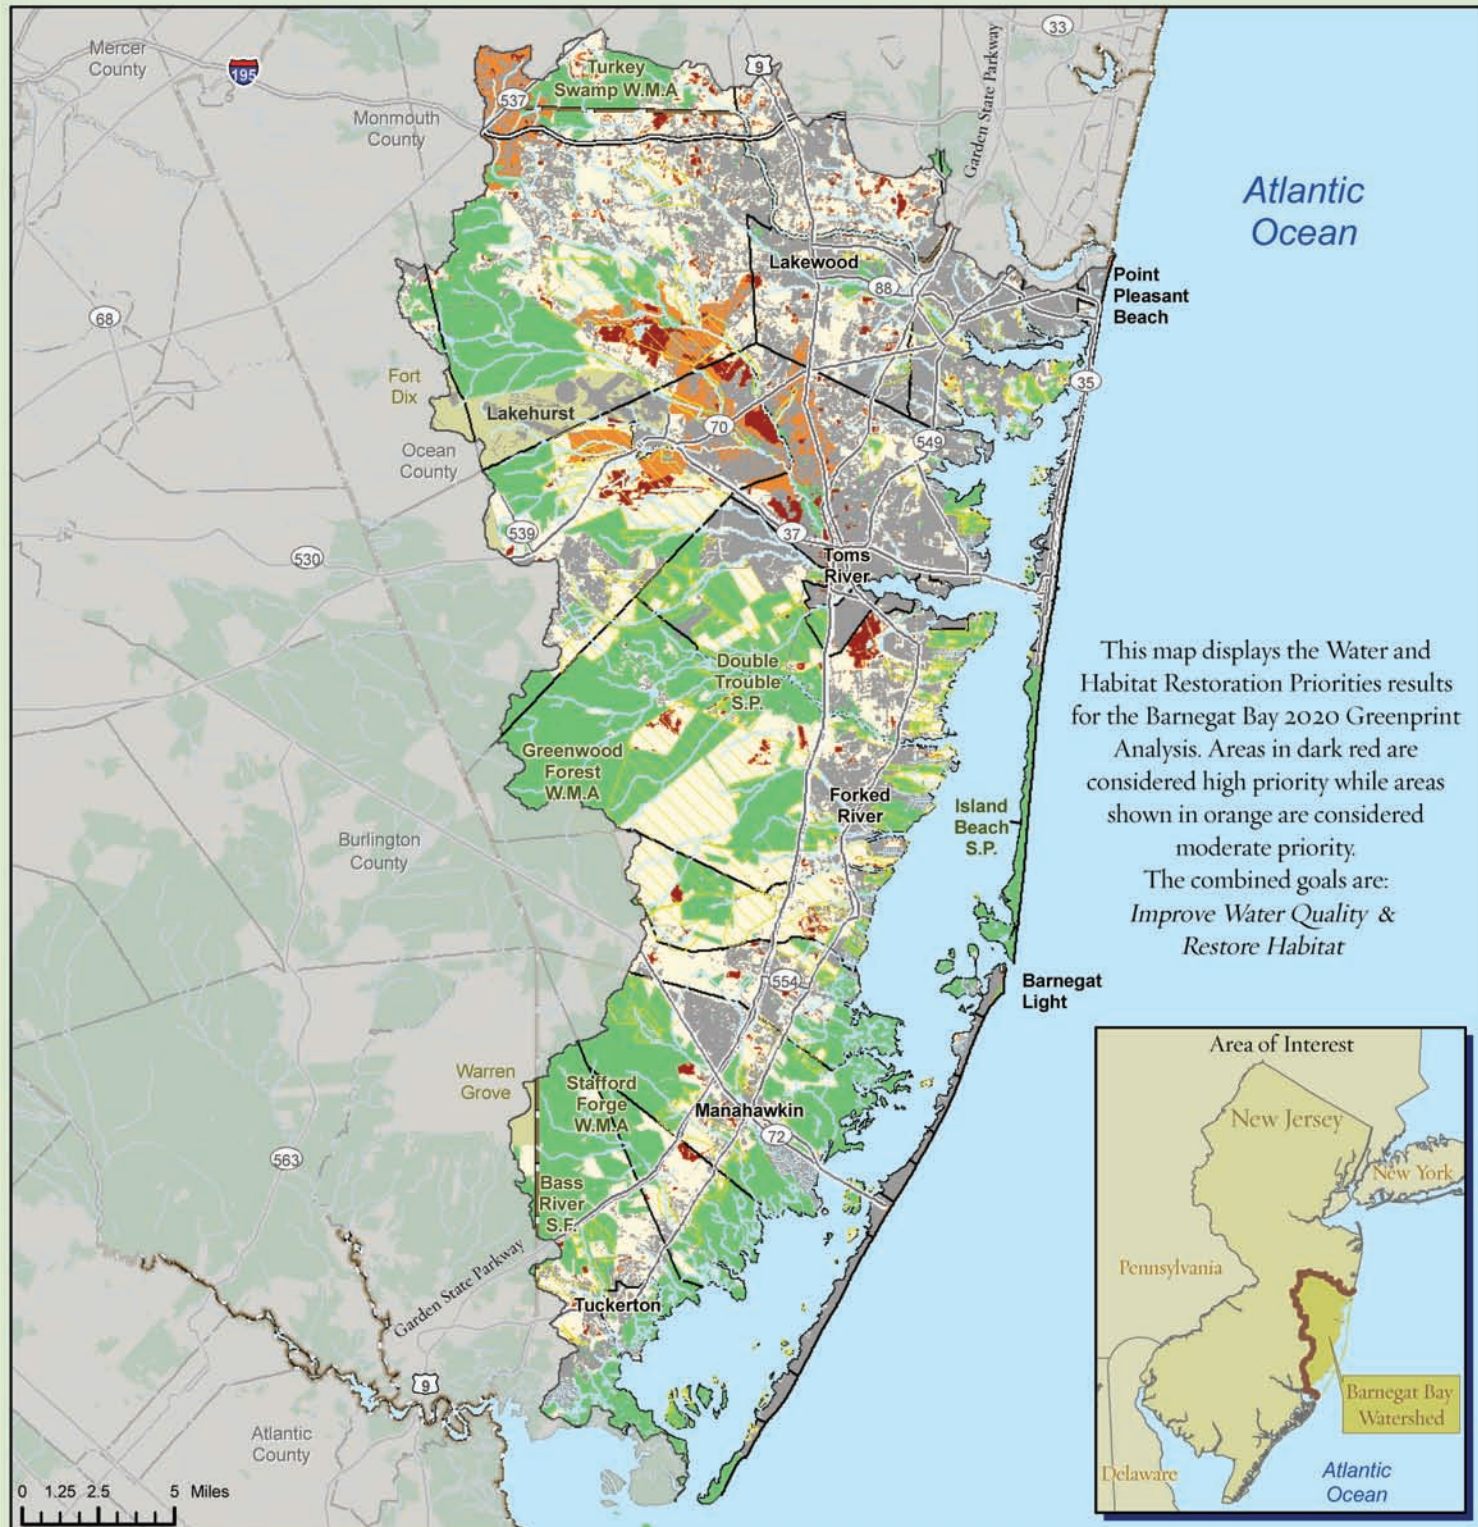 Mercer
County
195
33
9
Garden State Parkway
Turkey
Swamp W.M.A
537
Monmouth
County
Atlantic
Ocean
Lakewood
88
Point
Pleasant
Beach
68
Fort
Dix
35
Lakehurst
70
549
Ocean
County
539
37
530
Toms
River
This map displays the Water and
Habitat Restoration Priorities results
for the Barnegat Bay 2020 Greenprint
Analysis. Areas in dark red are
considered high priority while areas
shown in orange are considered
moderate priority.
The combined goals are:
Improve Water Quality &
Restore Habitat
Double
Trouble
S.P.
Greenwood
Forest
W.M.A
Forked
River
Island
Beach
S.P.
Burlington
County
554
Barnegat
Light
Warren
Grove
Stafford
Forge
W.M.A
Manahawkin
72
563
Bass
River
S.F.
Garden State Parkway
Tuckerton
9
Atlantic
County
0 1.25 2.5 5 Miles
Area of Interest
New Jersey
New York
Pennsylvania
Barnegat Bay
Watershed
Delaware
Atlantic
Ocean